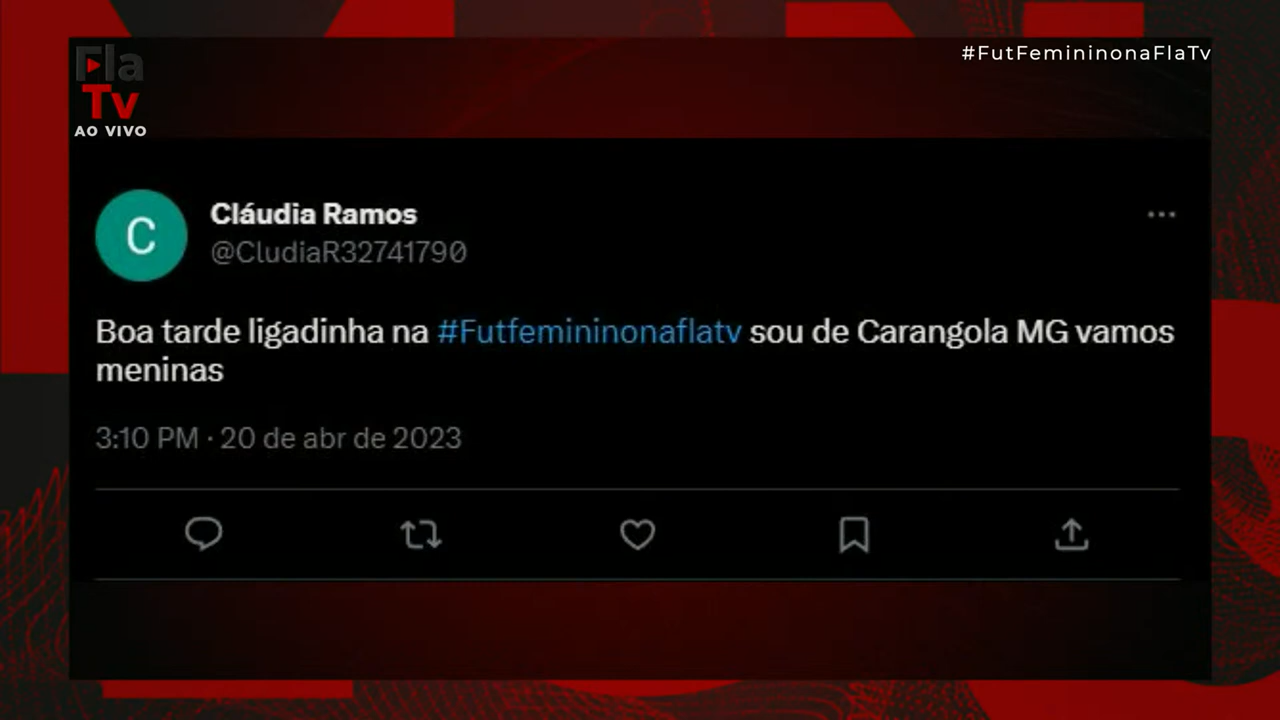 Fla
Tv
AO VIVO
#FutFemininonaFlaTv
C
Cláudia Ramos
@CludiaR32741790
Boa tarde ligadinha na #Futfemininonaflatv sou de Carangola MG vamos
meninas
3:10 PM · 20 de abr de 2023